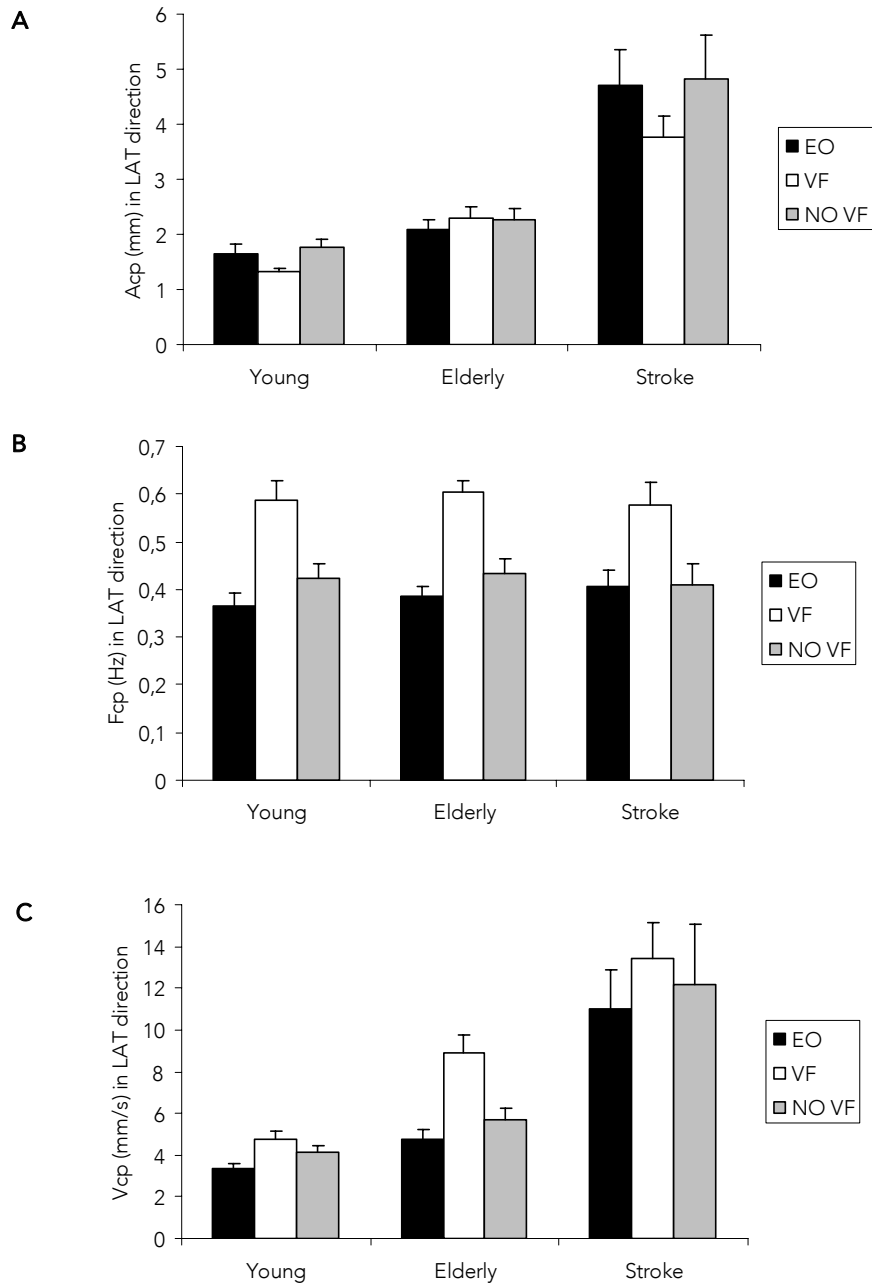 A
Acp (mm) in LAT direction
6
5
4
3
2
1
0
Young Elderly Stroke
EO
VF
NO VF
B
Fcp (Hz) in LAT direction
0,7
0,6
0,5
0,4
0,3
0,2
0,1
0
Young Elderly Stroke
EO
VF
NO VF
C
Vcp (mm/s) in LAT direction
16
14
12
10
8
6
4
2
0
Young Elderly Stroke
EO
VF
NO VF